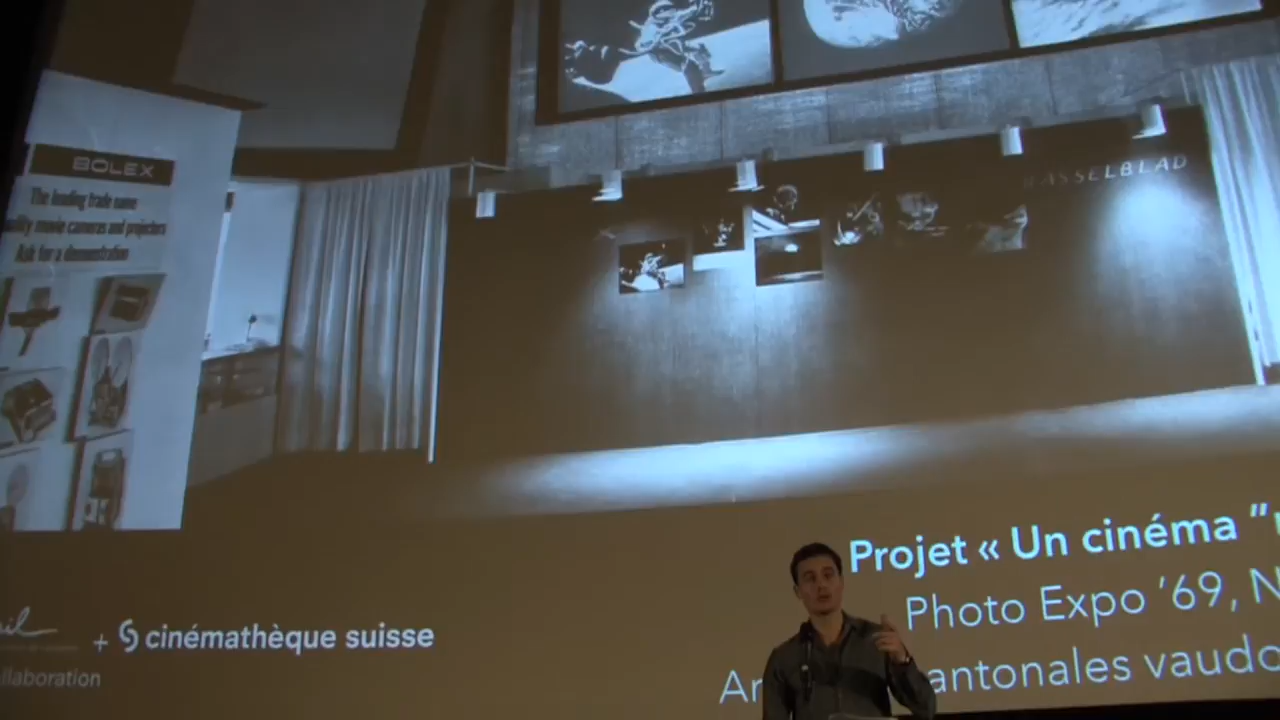 BOLEX
The leading trade name
quality movie cameras and projectors
Ask for a demonstration
HASSELBLAD
Projet « Un cinéma “
Photo Expo ’69, N
antonales vaudo
+ cinémathèque suisse
llaboration